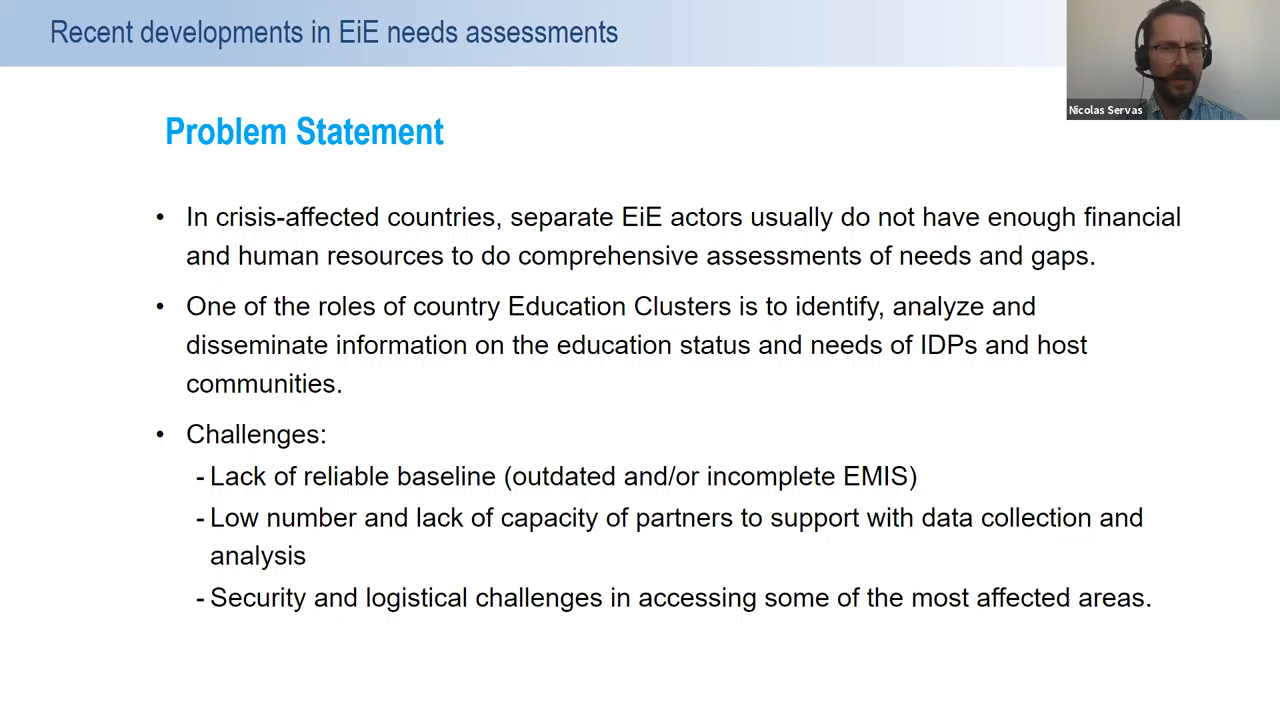 Recent developments in EiE needs assessments
Nicolas Servas
Problem Statement
• In crisis-affected countries, separate EiE actors usually do not have enough financial
and human resources to do comprehensive assessments of needs and gaps.
• One of the roles of country Education Clusters is to identify, analyze and
disseminate information on the education status and needs of IDPs and host
communities.
• Challenges:
- Lack of reliable baseline (outdated and/or incomplete EMIS)
- Low number and lack of capacity of partners to support with data collection and
analysis
- Security and logistical challenges in accessing some of the most affected areas.